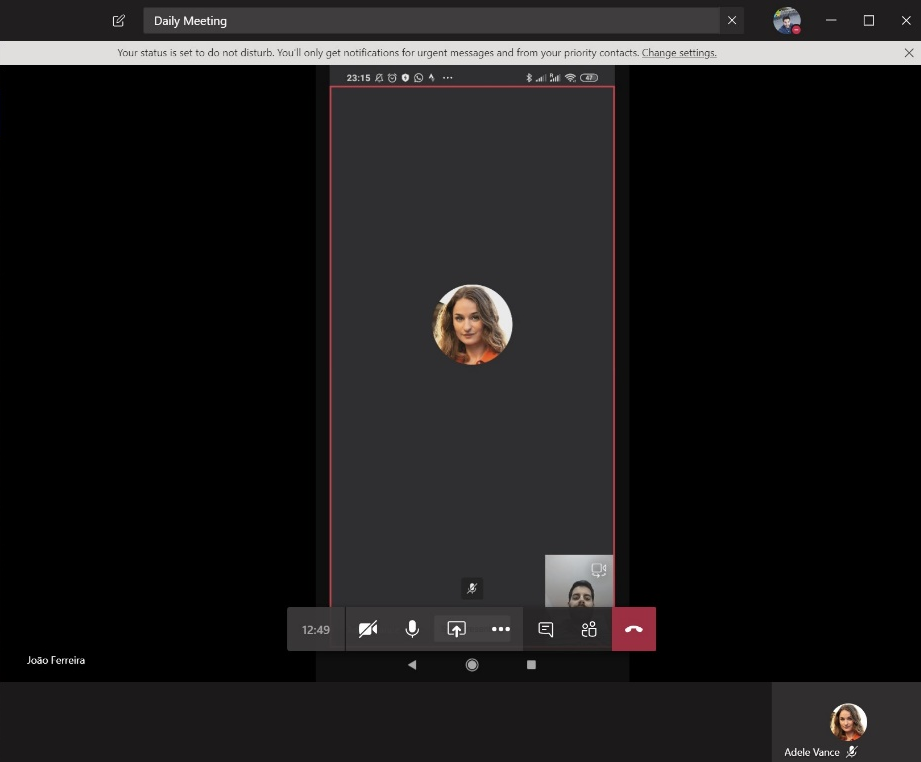 Daily Meeting
Your status is set to do not disturb. You'll only get notifications for urgent messages and from your priority contacts. Change settings.
23:15
47
12:49
João Ferreira
Adele Vance